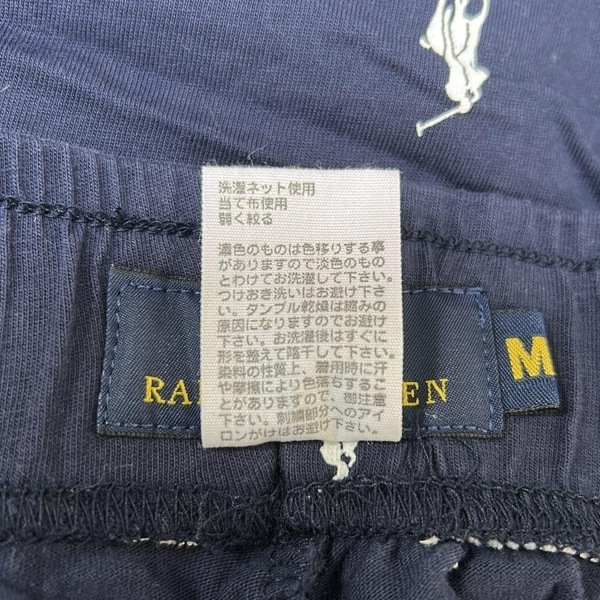 洗濯ネット使用
当て布使用
弱く絞る
濃色のものは色移りする事
がありますので淡色のもの
とわけてお洗濯して下さい。
つけおき洗いはお避け下さ
い。タンブル乾燥は縮みの
原因になりますのでお避け
下さい。お洗濯後はすぐに
形を整えて陰干して下さい。
染料の性質上、着用時に汗
や摩擦により色落ちするこ
とがありますので、御注意
下さい。刺繍部分へのアイ
ロンがけはお避け下さい。
RA EN
M